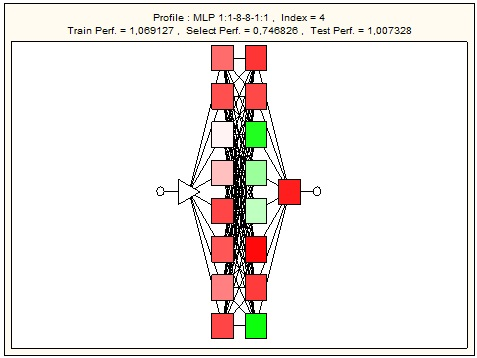 Profile : MLP 1:1-8-8-1:1 ,  Index = 4
Train Perf. = 1,069127 ,  Select Perf. = 0,746826 ,  Test Perf. = 1,007328